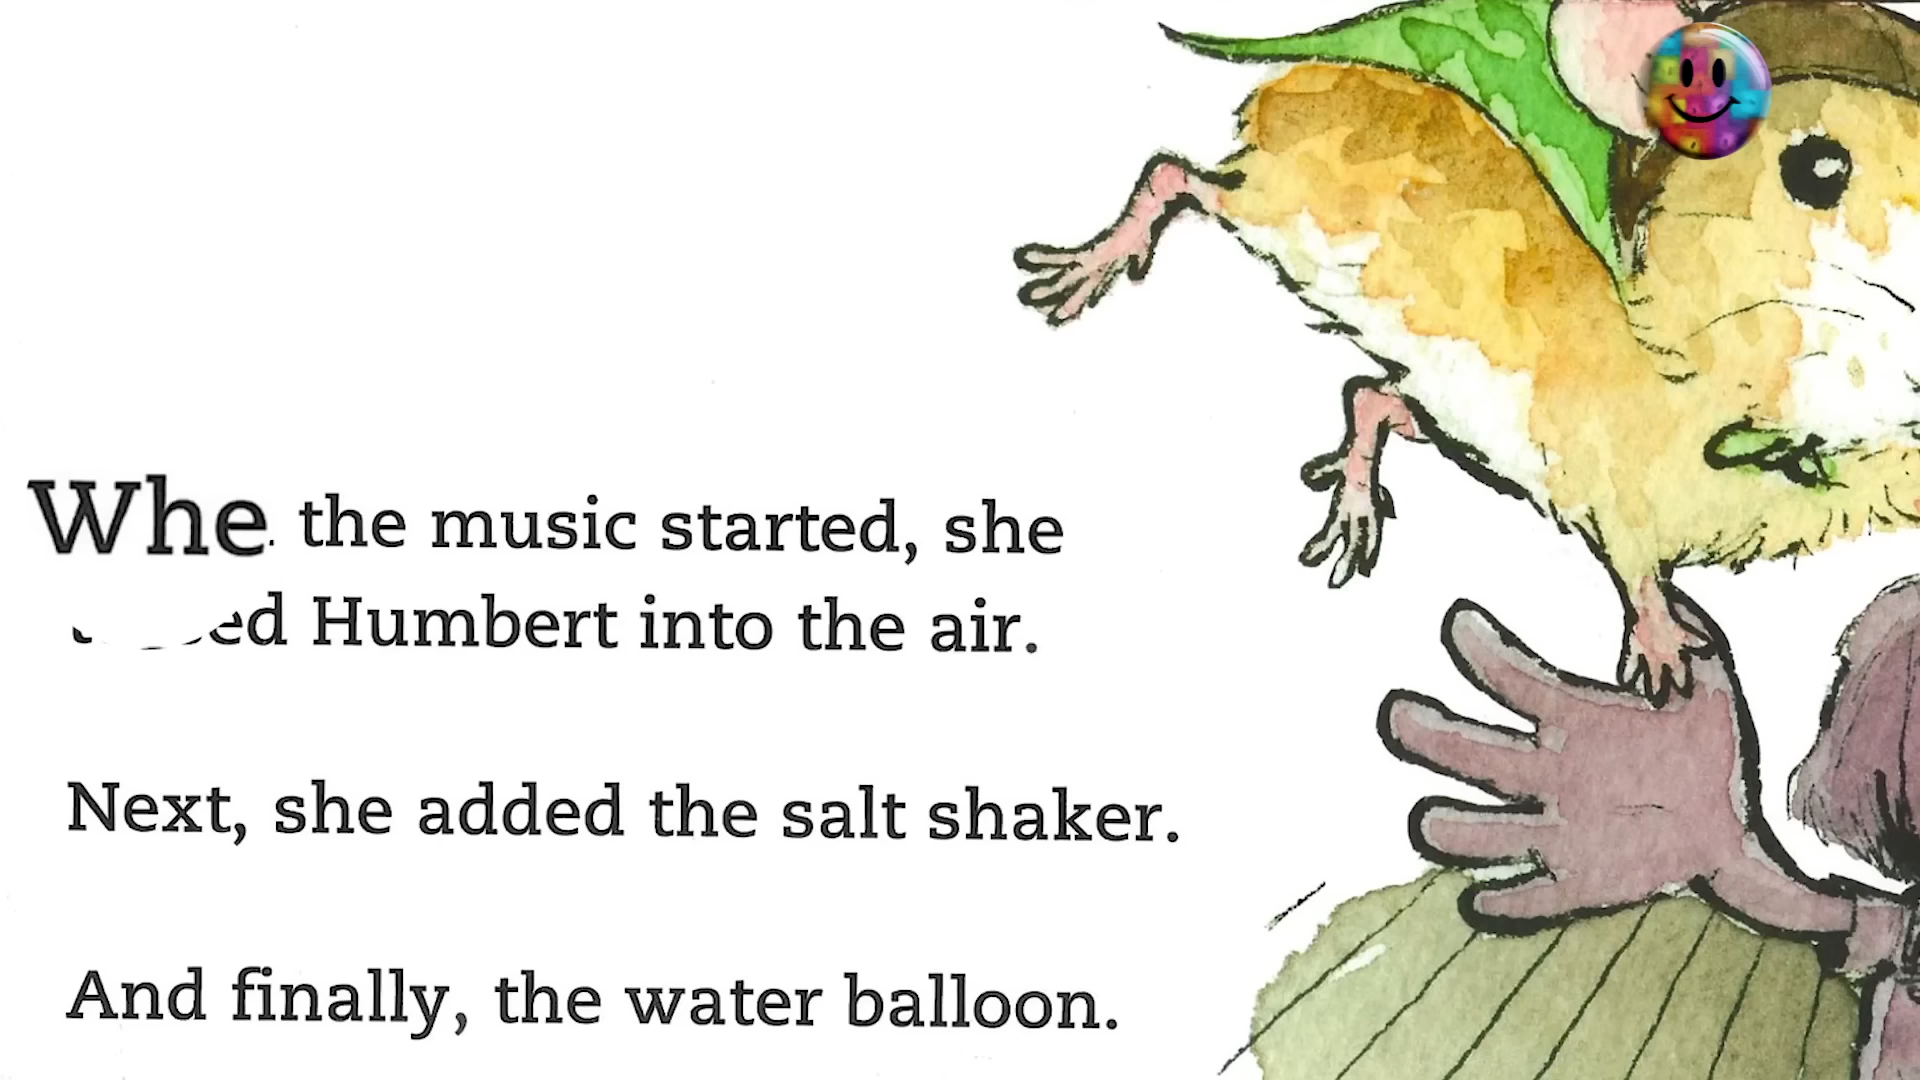 Whe the music started, she
ed Humbert into the air.
Next, she added the salt shaker.
And finally, the water balloon.